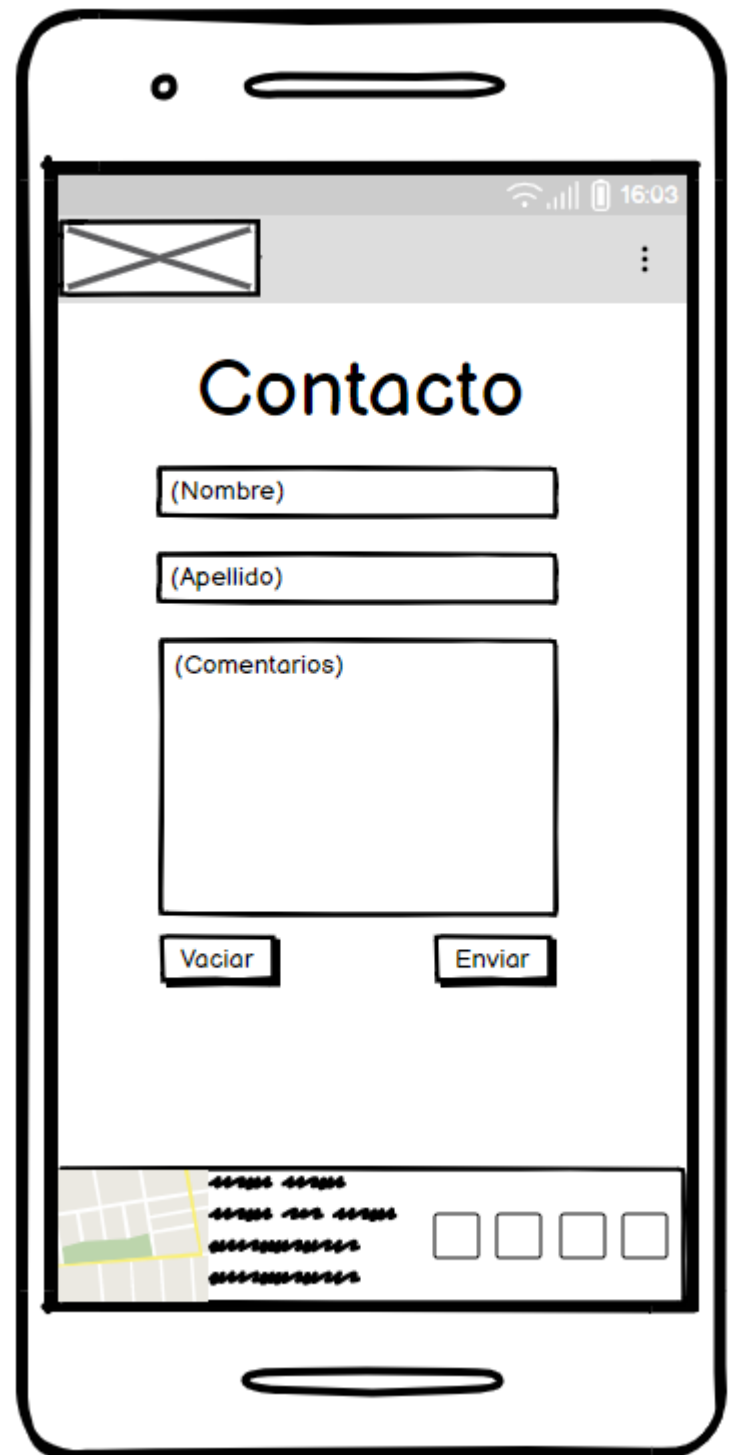 16:03
Contacto
(Nombre)
(Apellido)
(Comentarios)
Vaciar
Enviar